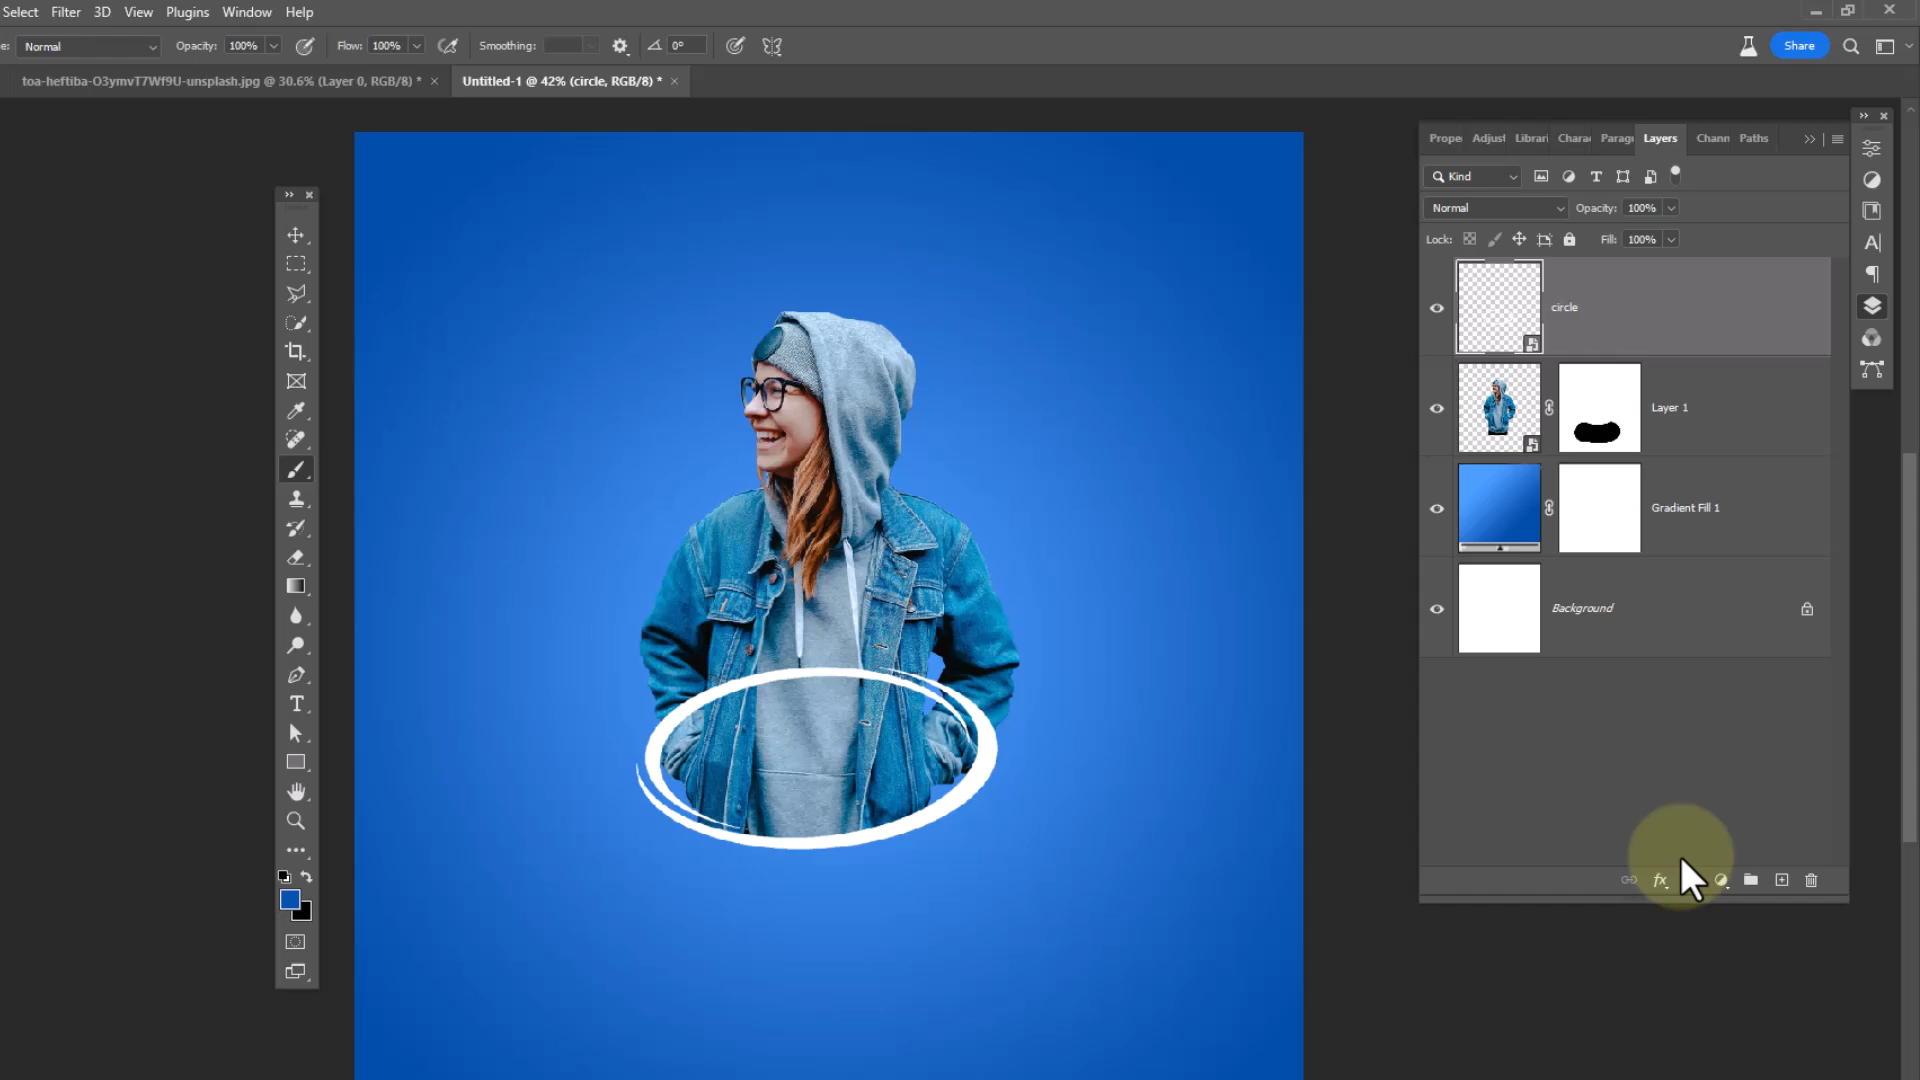 Select Filter 3D View Plugins Window Help
e: Normal Opacity: 100% Flow: 100% Smoothing: 0° Share
toa-heftiba-O3ymvT7Wf9U-unsplash.jpg @ 30.6% (Layer 0, RGB/8) * Untitled-1 @ 42% (circle, RGB/8) *
Prope Adjust Librari Chara Parag Layers Chann Paths
Kind
Normal Opacity: 100%
Lock: Fill: 100%
circle
Layer 1
Gradient Fill 1
Background